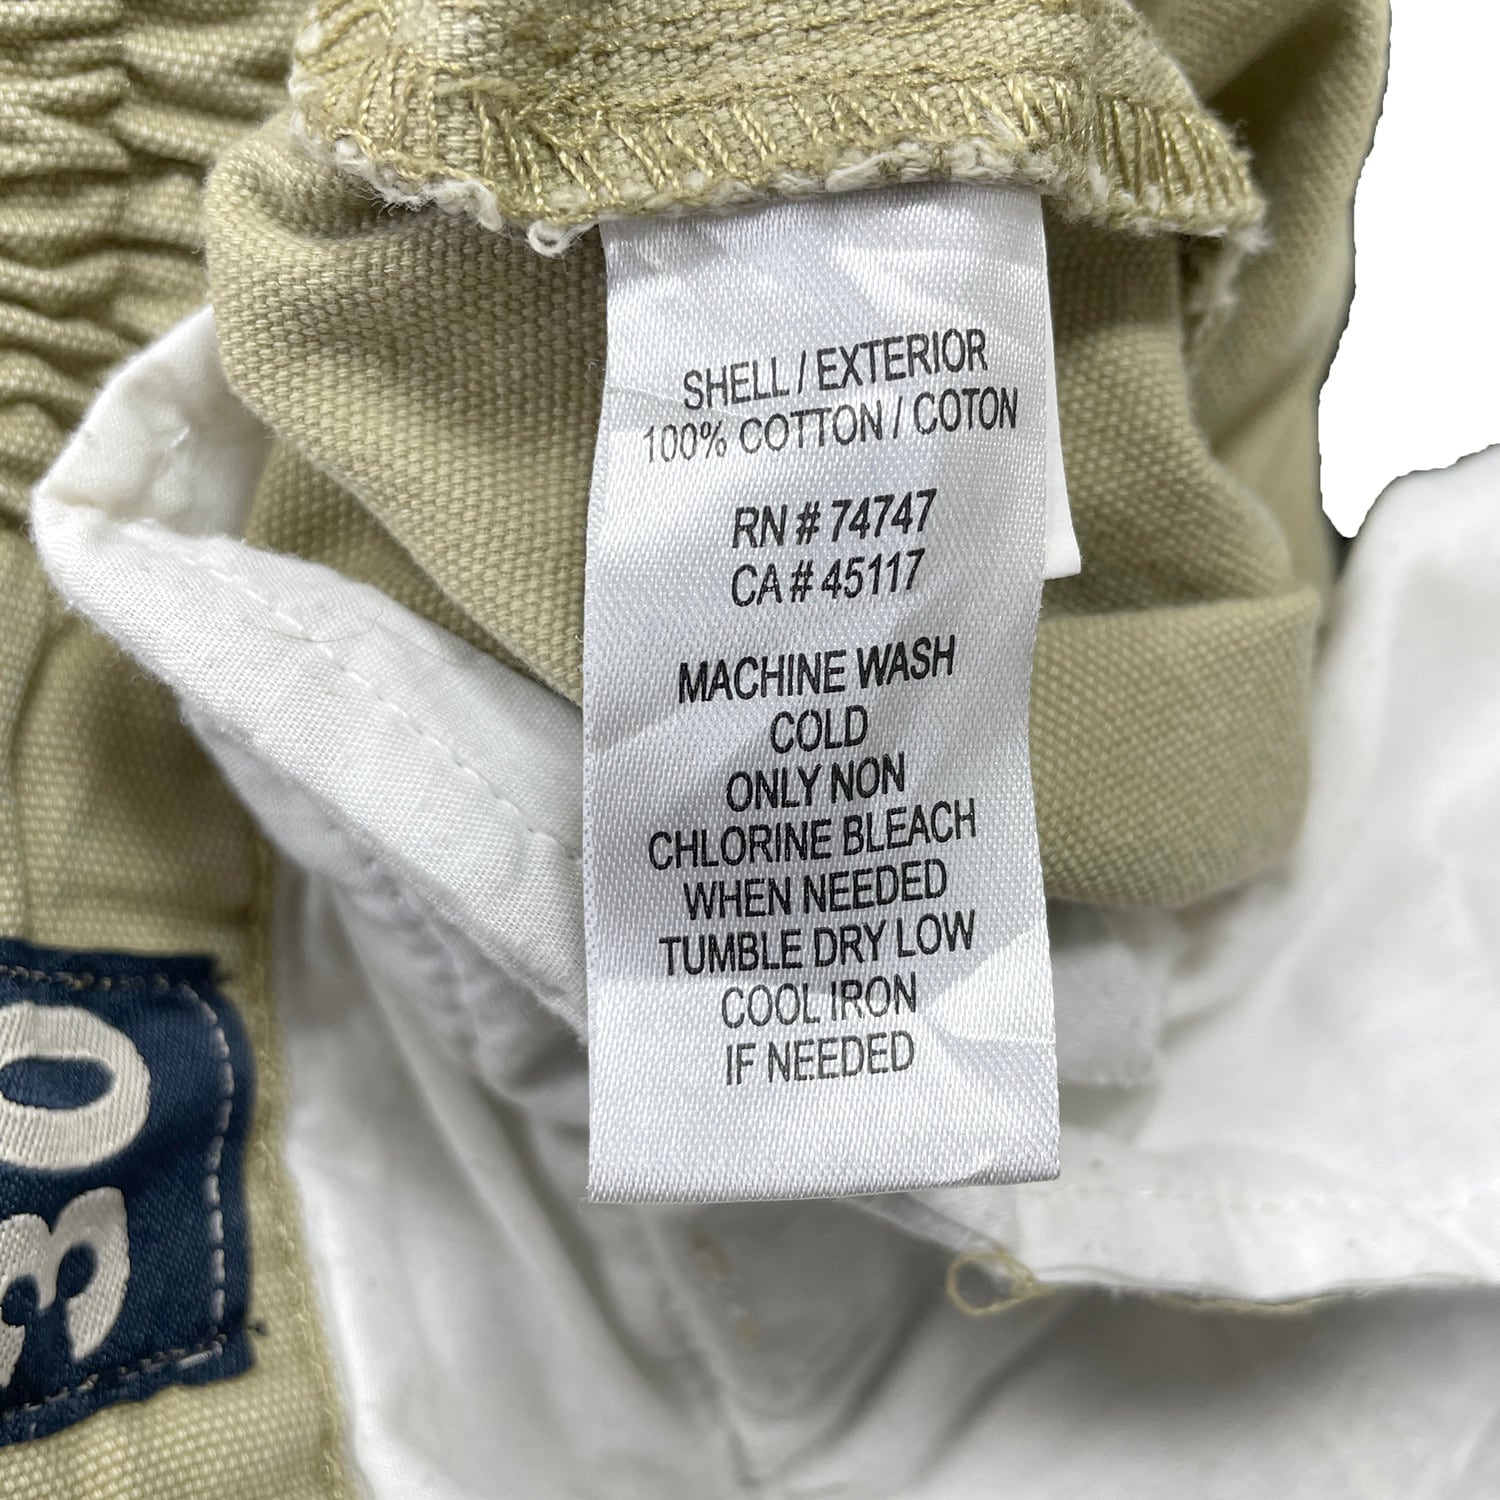 SHELL / EXTERIOR
100% COTTON / COTON
RN # 74747
CA # 45117
MACHINE WASH
COLD
ONLY NON
CHLORINE BLEACH
WHEN NEEDED
TUMBLE DRY LOW
COOL IRON
IF NEEDED